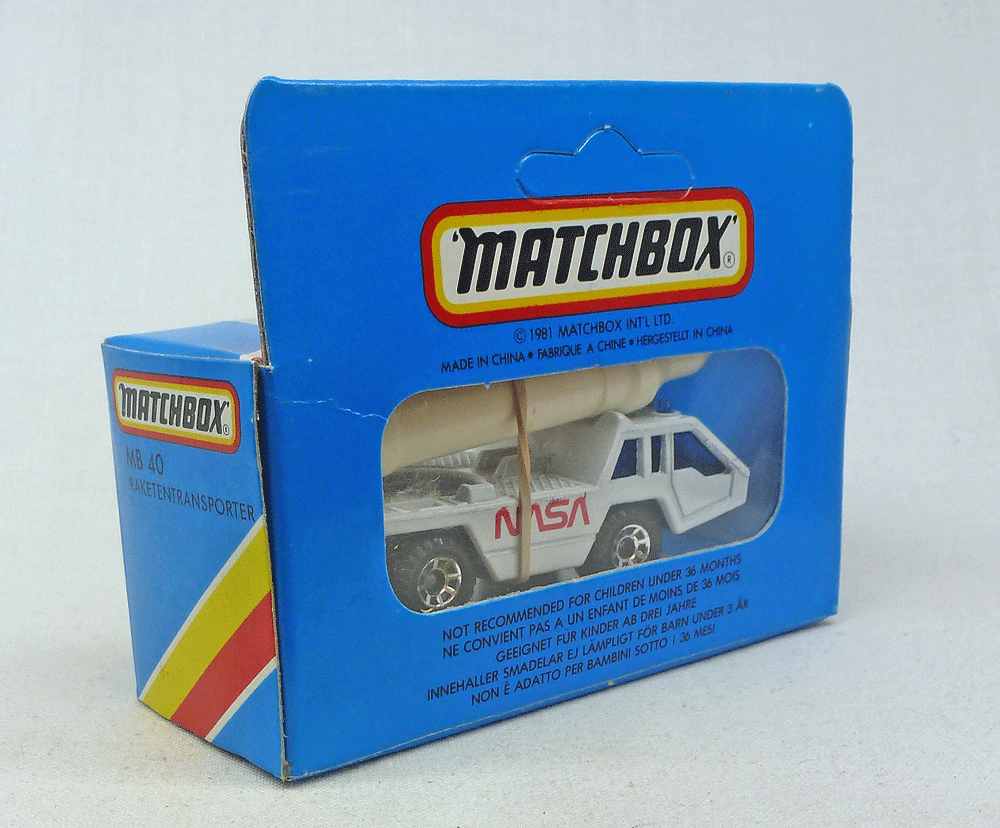 'MATCHBOX'®
© 1981 MATCHBOX INT'L LTD.
MADE IN CHINA • FABRIQUE A CHINE • HERGESTELLT IN CHINA
'MATCHBOX'®
MB 40
RAKETENTRANSPORTER
NASA
NOT RECOMMENDED FOR CHILDREN UNDER 36 MONTHS
NE CONVIENT PAS A UN ENFANT DE MOINS DE 36 MOIS
GEEIGNET FÜR KINDER AB DREI JAHRE
INNEHALLER SMADELAR EJ LÄMPLIGT FÖR BARN UNDER 3 ÅR
NON È ADATTO PER BAMBINI SOTTO I 36 MESI